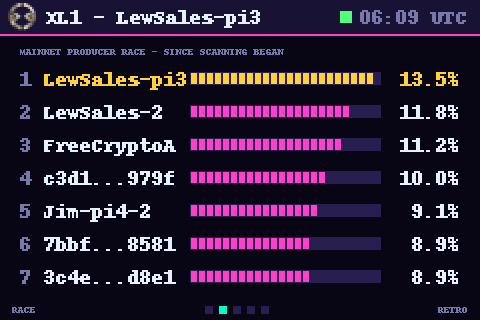 XL1 - LewSales-pi3 06:09 UTC
MAINNET PRODUCER RACE - SINCE SCANNING BEGAN
1 LewSales-pi3 13.5%
2 LewSales-2 11.8%
3 FreeCryptoA 11.2%
4 c3d1...979f 10.0%
5 Jim-pi4-2 9.1%
6 7bbf...8581 8.9%
7 3c4e...d8e1 8.9%
RACE RETRO